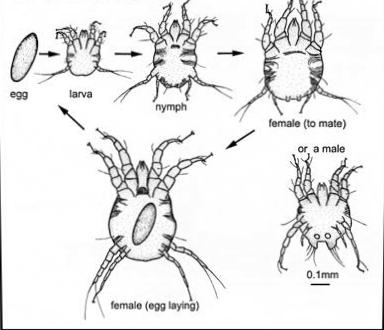 egg
larva
nymph
female (to mate)
or a male
0.1mm
female (egg laying)